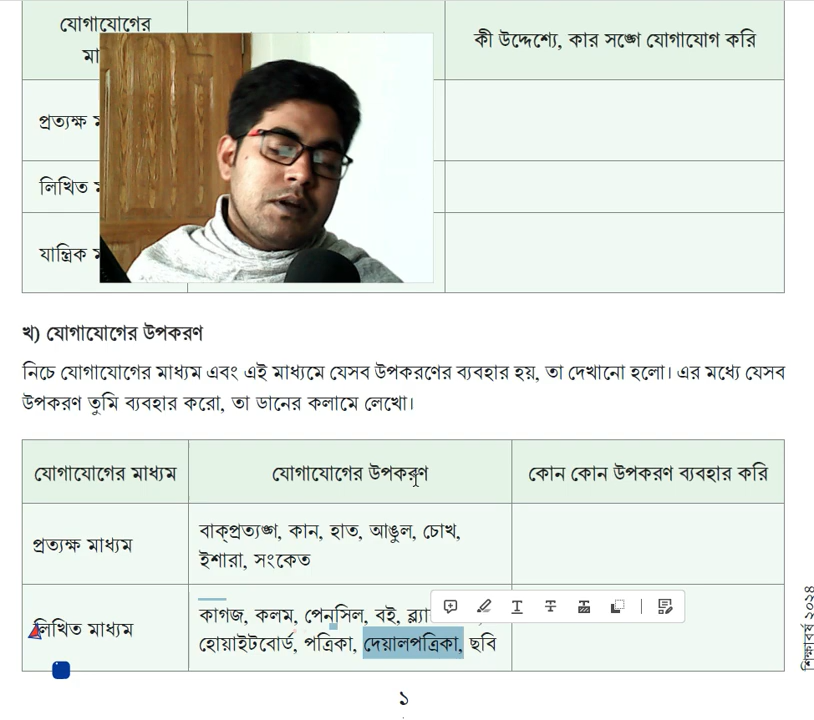 যোগাযোগের
কী উদ্দেশ্যে, কার সঙ্গে যোগাযোগ করি
প্রত্যক্ষ
লিখিত
যান্ত্রিক
খ) যোগাযোগের উপকরণ
নিচে যোগাযোগের মাধ্যম এবং এই মাধ্যমে যেসব উপকরণের ব্যবহার হয়, তা দেখানো হলো। এর মধ্যে যেসব
উপকরণ তুমি ব্যবহার করো, তা ডানের কলামে লেখো।
যোগাযোগের মাধ্যম
যোগাযোগের উপকরণ
কোন কোন উপকরণ ব্যবহার করি
প্রত্যক্ষ মাধ্যম
বাক্‌প্রত্যঙ্গ, কান, হাত, আঙুল, চোখ,
ইশারা, সংকেত
লিখিত মাধ্যম
কাগজ, কলম, পেনসিল, বই,
হোয়াইটবোর্ড, পত্রিকা, দেয়ালপত্রিকা, ছবি
শিক্ষাবর্ষ ২০২৪
১